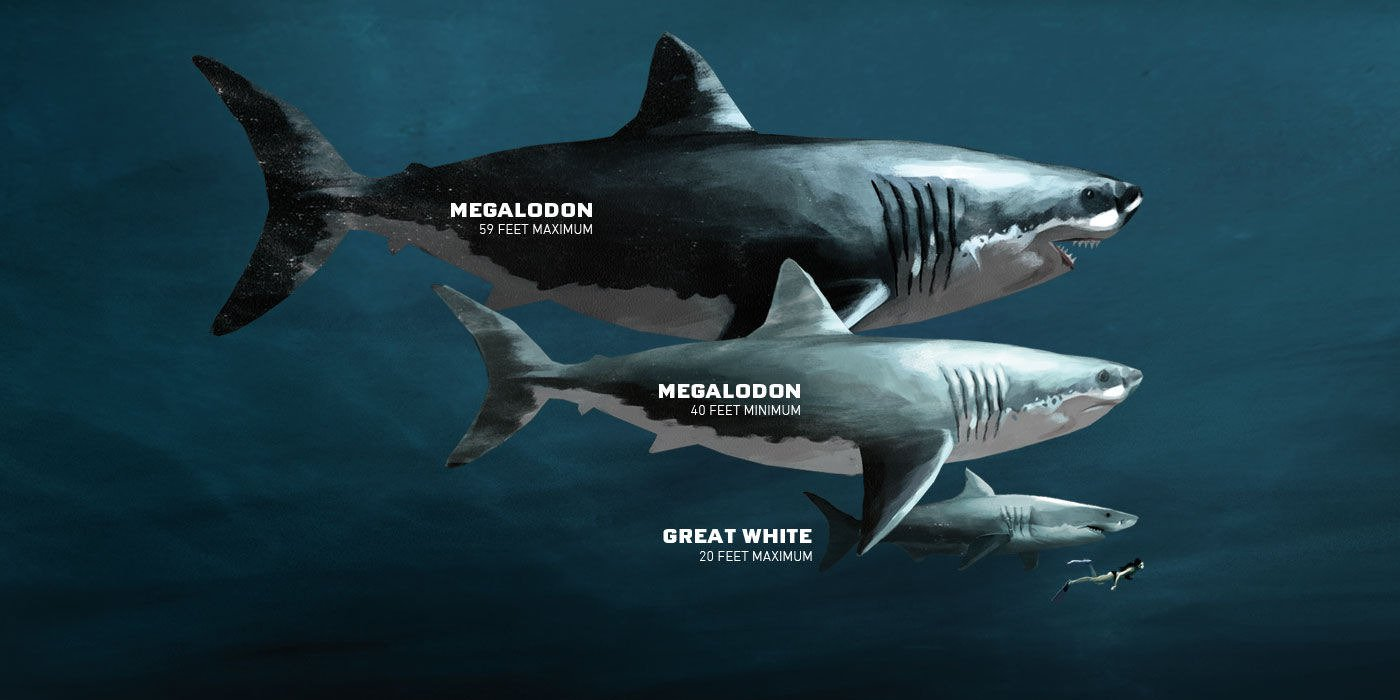 MEGALODON
59 FEET MAXIMUM
MEGALODON
40 FEET MINIMUM
GREAT WHITE
20 FEET MAXIMUM